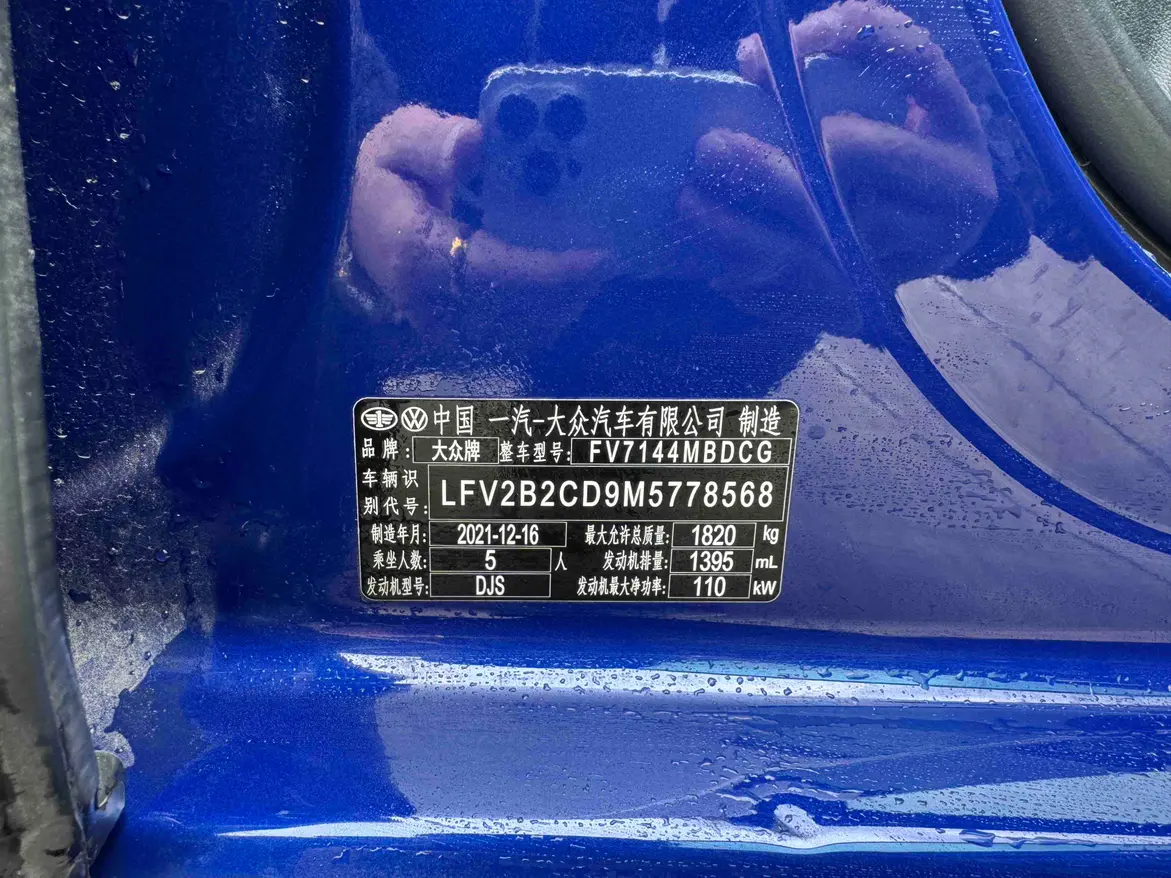 中国 一汽-大众汽车有限公司 制造
品牌: 大众牌 整车型号: FV7144MBDCG
车辆识别代号: LFV2B2CD9M5778568
制造年月: 2021-12-16 最大允许总质量: 1820 kg
乘坐人数: 5 人 发动机排量: 1395 mL
发动机型号: DJS 发动机最大净功率: 110 kW